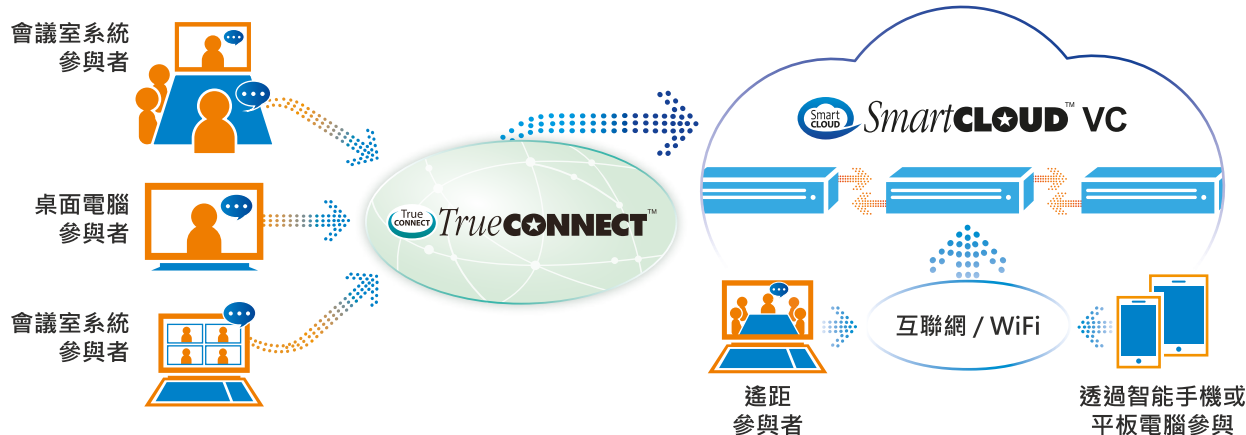 會議室系統
參與者
桌面電腦
參與者
會議室系統
參與者
True
CONNECT
TrueCONNECT™
Smart
CLOUD
SmartCLOUD™ VC
互聯網 / WiFi
遙距
參與者
透過智能手機或
平板電腦參與